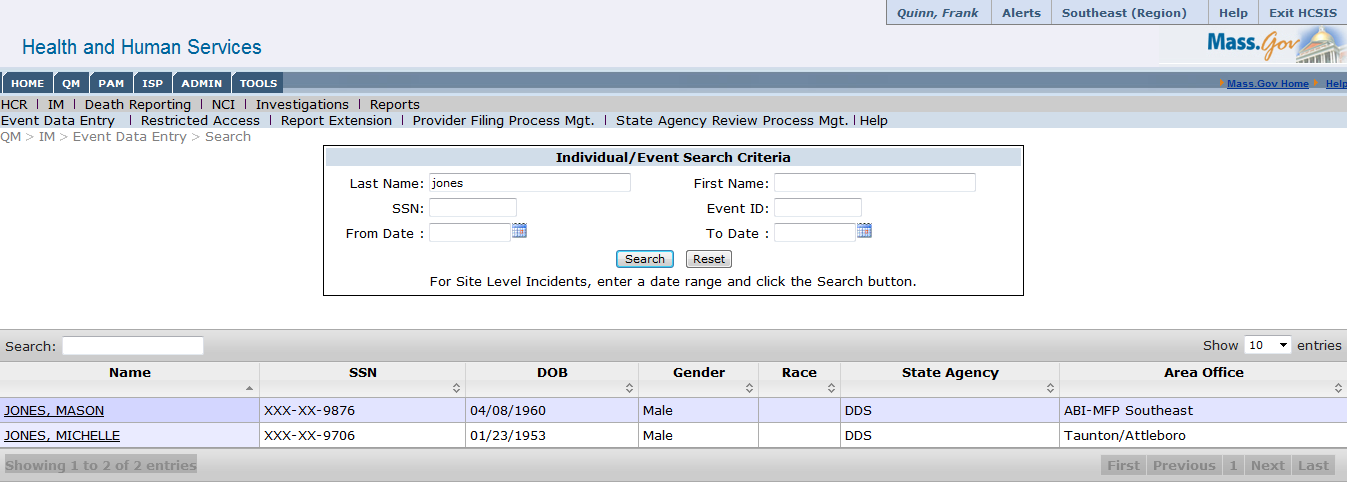 Quinn, Frank Alerts Southeast (Region) Help Exit HCSIS
Health and Human Services
Mass.Gov
HOME QM PAM ISP ADMIN TOOLS
Mass.Gov Home Help
HCR | IM | Death Reporting | NCI | Investigations | Reports
Event Data Entry | Restricted Access | Report Extension | Provider Filing Process Mgt. | State Agency Review Process Mgt. | Help
QM > IM > Event Data Entry > Search
Individual/Event Search Criteria
Last Name: jones First Name:
SSN: Event ID:
From Date : To Date :
Search Reset
For Site Level Incidents, enter a date range and click the Search button.
Search: Show 10 entries
Name SSN DOB Gender Race State Agency Area Office
JONES, MASON XXX-XX-9876 04/08/1960 Male DDS ABI-MFP Southeast
JONES, MICHELLE XXX-XX-9706 01/23/1953 Male DDS Taunton/Attleboro
Showing 1 to 2 of 2 entries First Previous 1 Next Last